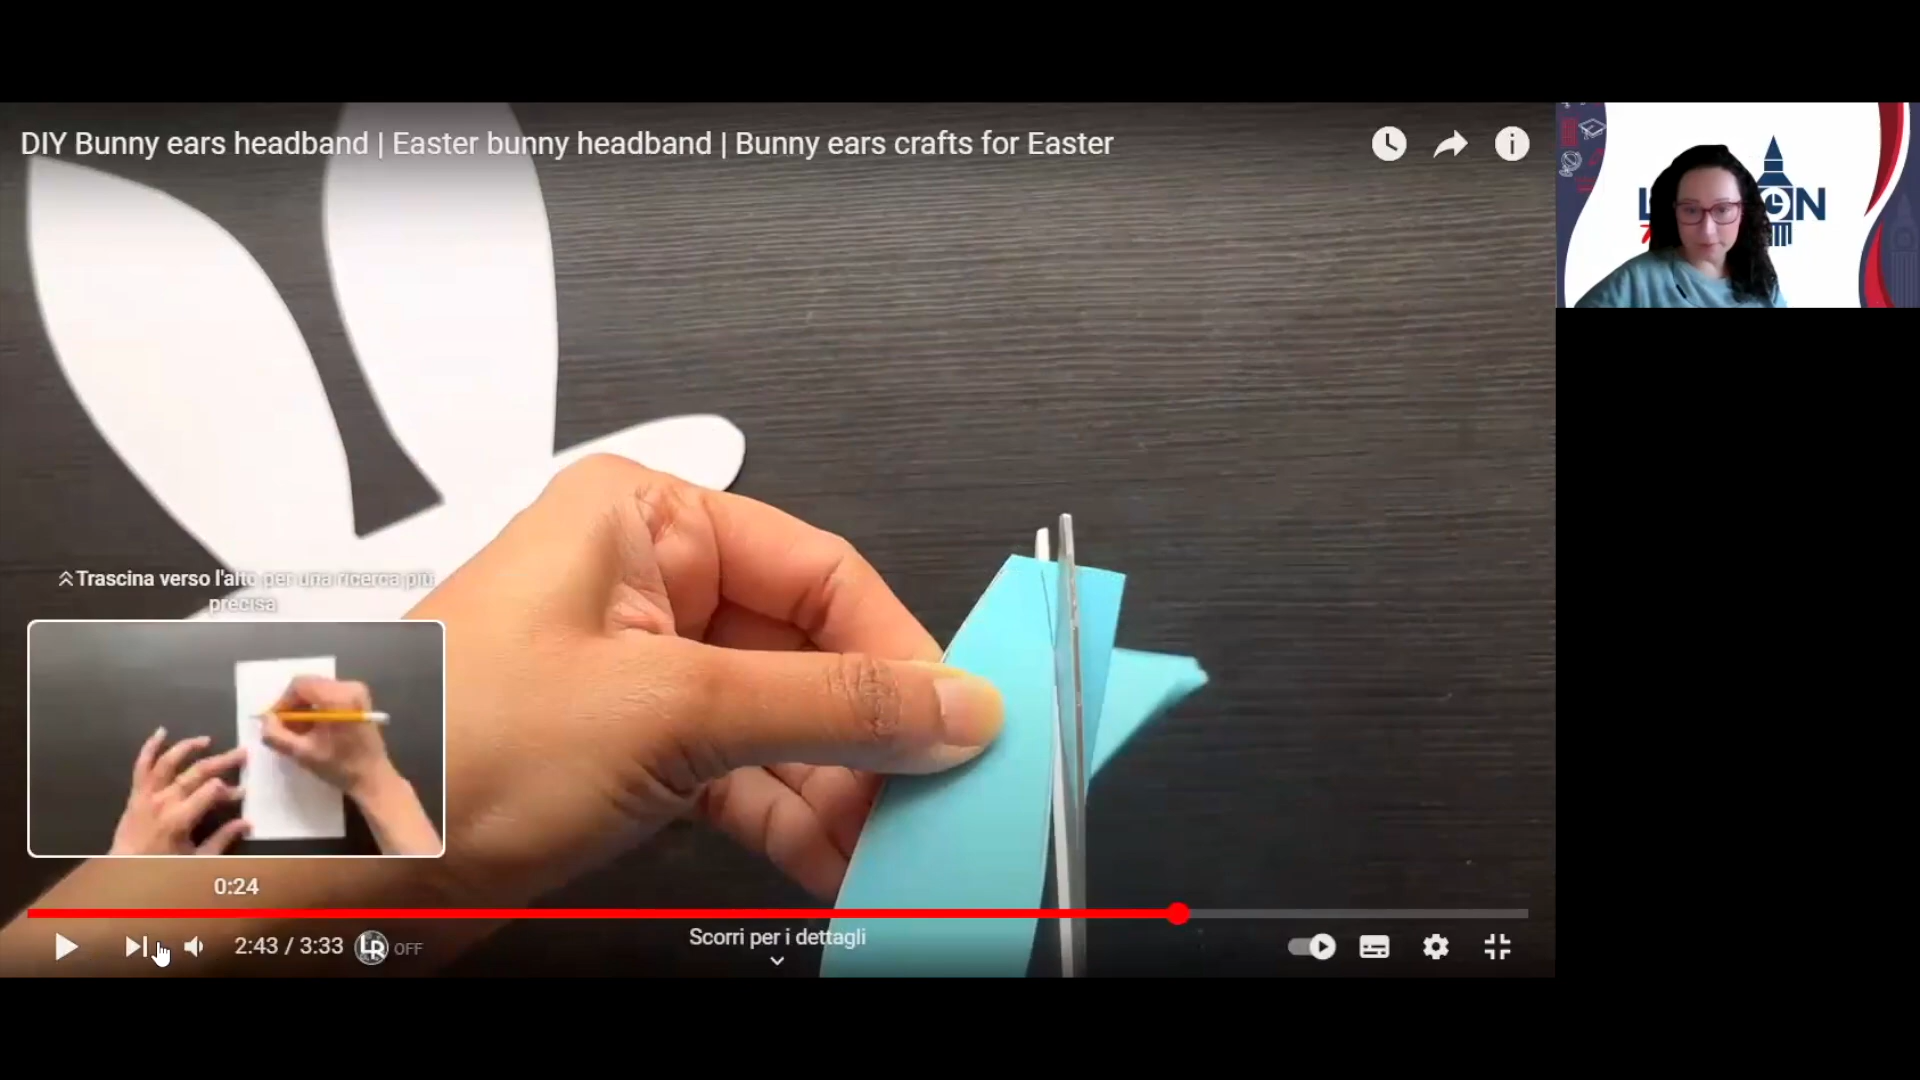 DIY Bunny ears headband | Easter bunny headband | Bunny ears crafts for Easter
Trascina verso l'alto per una ricerca più
precisa
0:24
2:43 / 3:33
LR OFF
Scorri per i dettagli